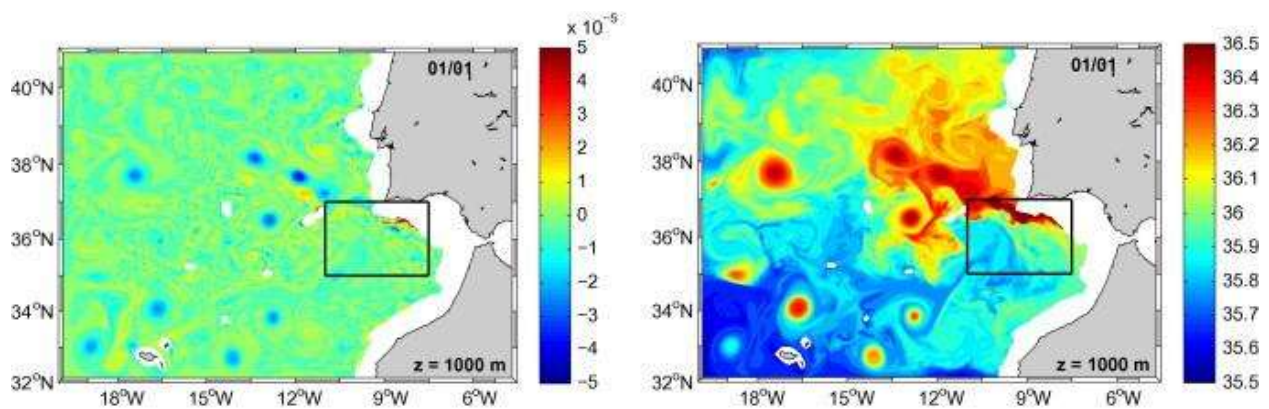 x 10⁻⁵
40°N
38°N
36°N
34°N
32°N
18°W 15°W 12°W 9°W 6°W
01/01
z = 1000 m
5
4
3
2
1
0
−1
−2
−3
−4
−5
40°N
38°N
36°N
34°N
32°N
18°W 15°W 12°W 9°W 6°W
01/01
z = 1000 m
36.5
36.4
36.3
36.2
36.1
36
35.9
35.8
35.7
35.6
35.5